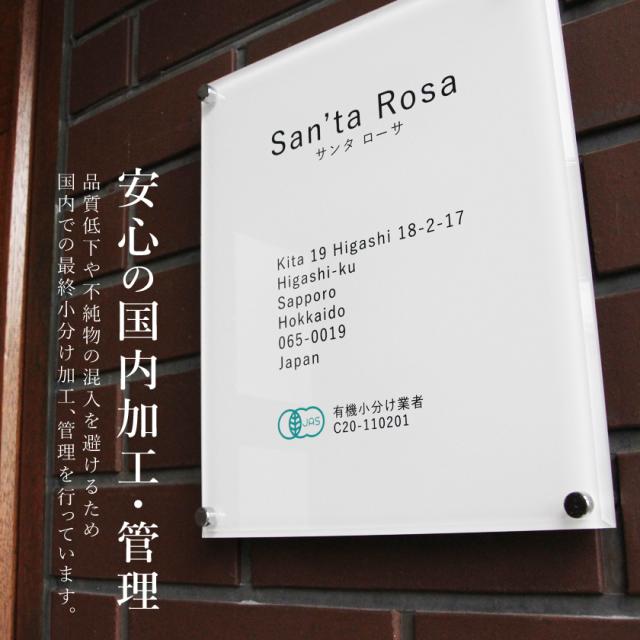 安心の国内加工・管理
品質低下や不純物の混入を避けるため
国内での最終小分け加工、管理を行っています。
San'ta Rosa
サンタ ローサ
Kita 19 Higashi 18-2-17
Higashi-ku
Sapporo
Hokkaido
065-0019
Japan
JAS
有機小分け業者
C20-110201